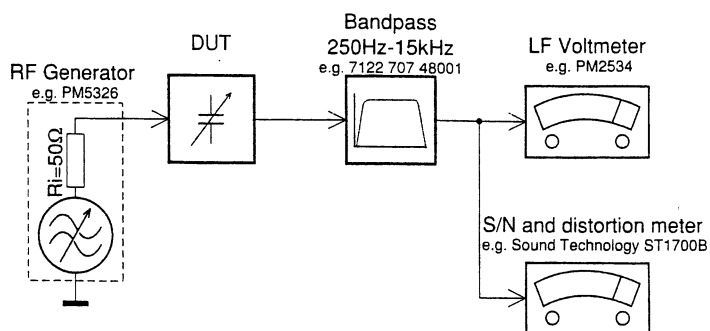 RF Generator
e.g. PM5326
Ri=50Ω
DUT
Bandpass
250Hz-15kHz
e.g. 7122 707 48001
LF Voltmeter
e.g. PM2534
S/N and distortion meter
e.g. Sound Technology ST1700B